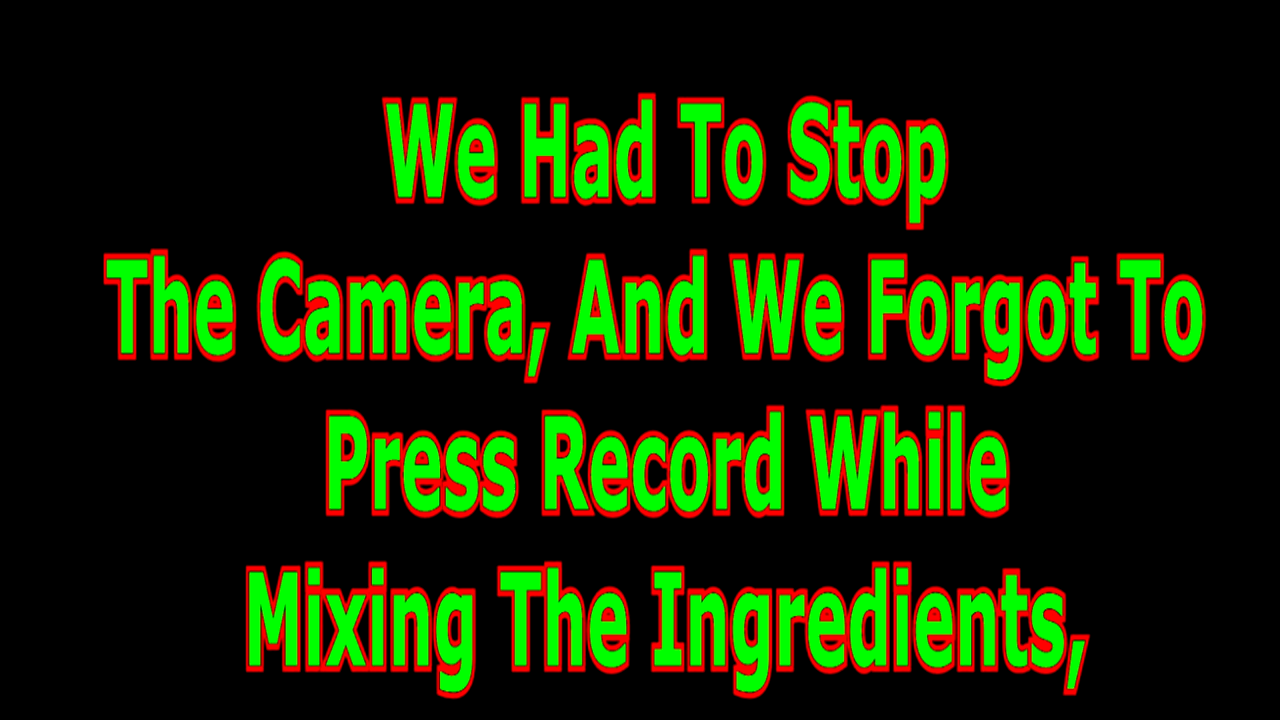 We Had To Stop
The Camera, And We Forgot To
Press Record While
Mixing The Ingredients,